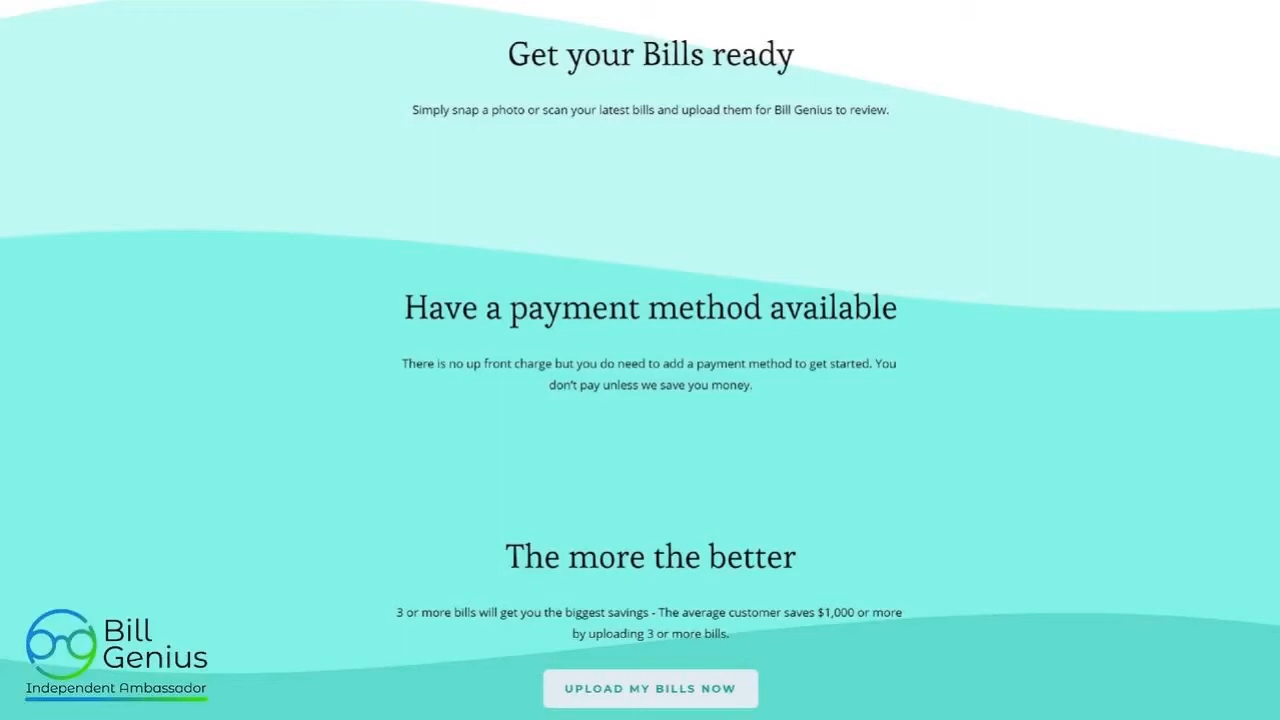 Get your Bills ready
Simply snap a photo or scan your latest bills and upload them for Bill Genius to review.
Have a payment method available
There is no up front charge but you do need to add a payment method to get started. You
don't pay unless we save you money.
The more the better
3 or more bills will get you the biggest savings - The average customer saves $1,000 or more
by uploading 3 or more bills.
UPLOAD MY BILLS NOW
Bill
Genius
Independent Ambassador